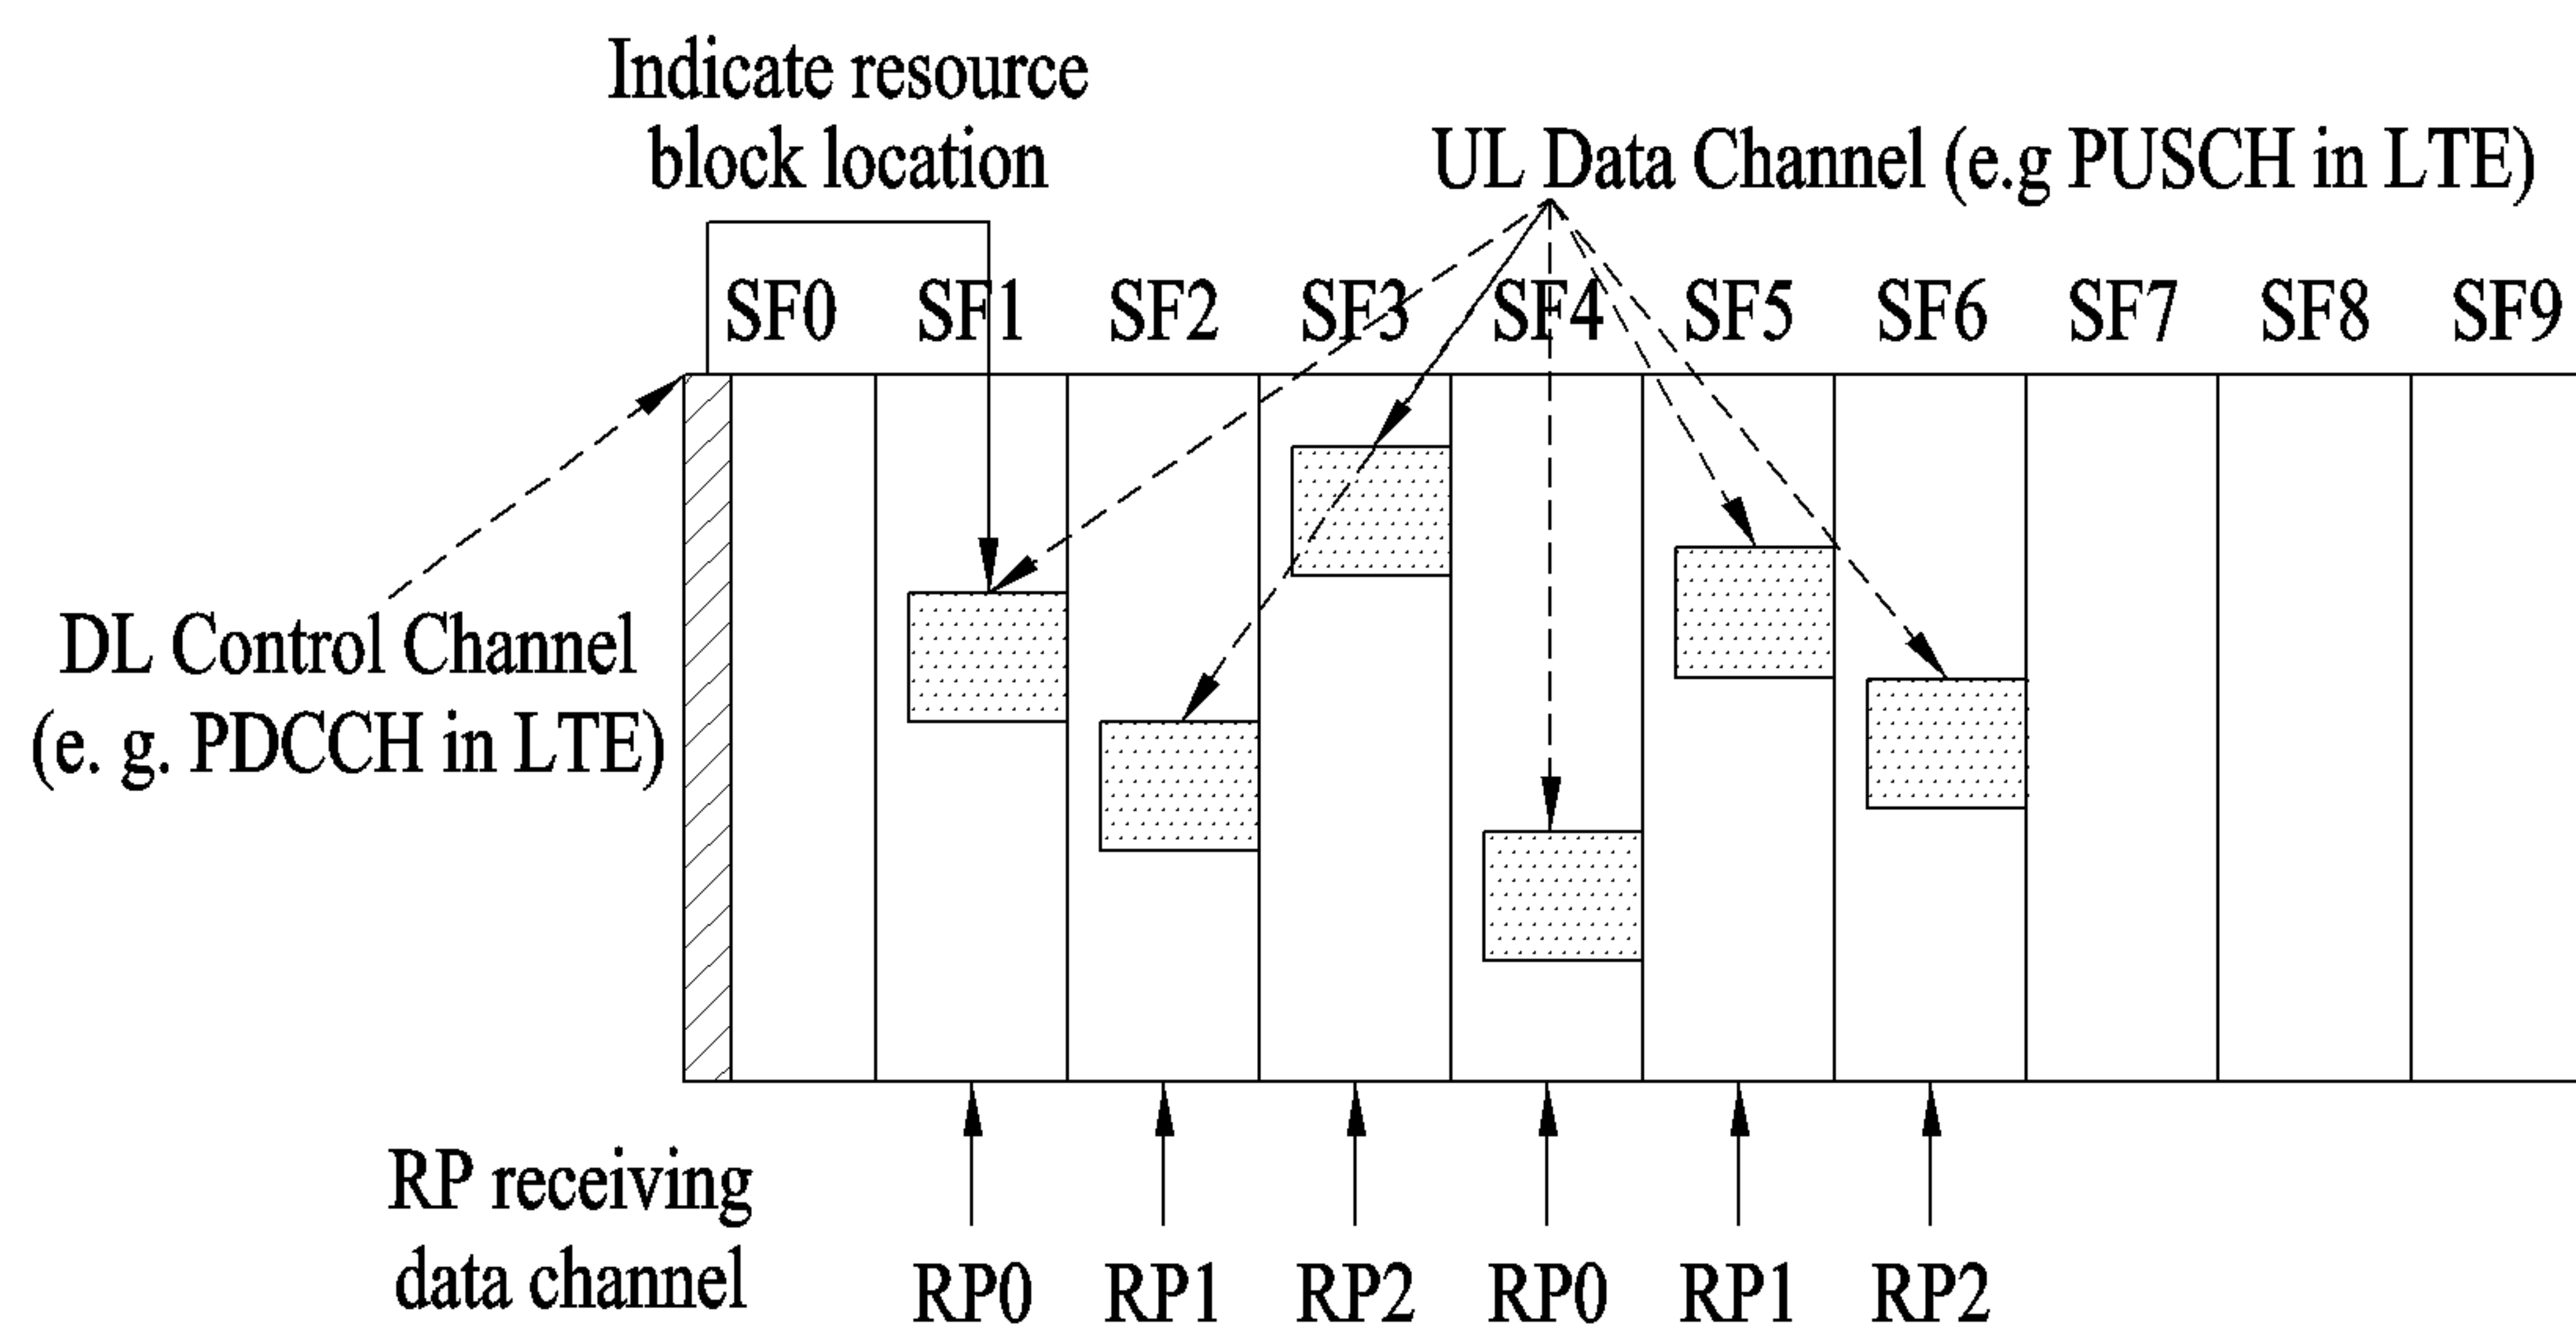 Indicate resource
block location
UL Data Channel (e.g PUSCH in LTE)
SF0 SF1 SF2 SF3 SF4 SF5 SF6 SF7 SF8 SF9
DL Control Channel
(e. g. PDCCH in LTE)
RP receiving
data channel
RP0 RP1 RP2 RP0 RP1 RP2